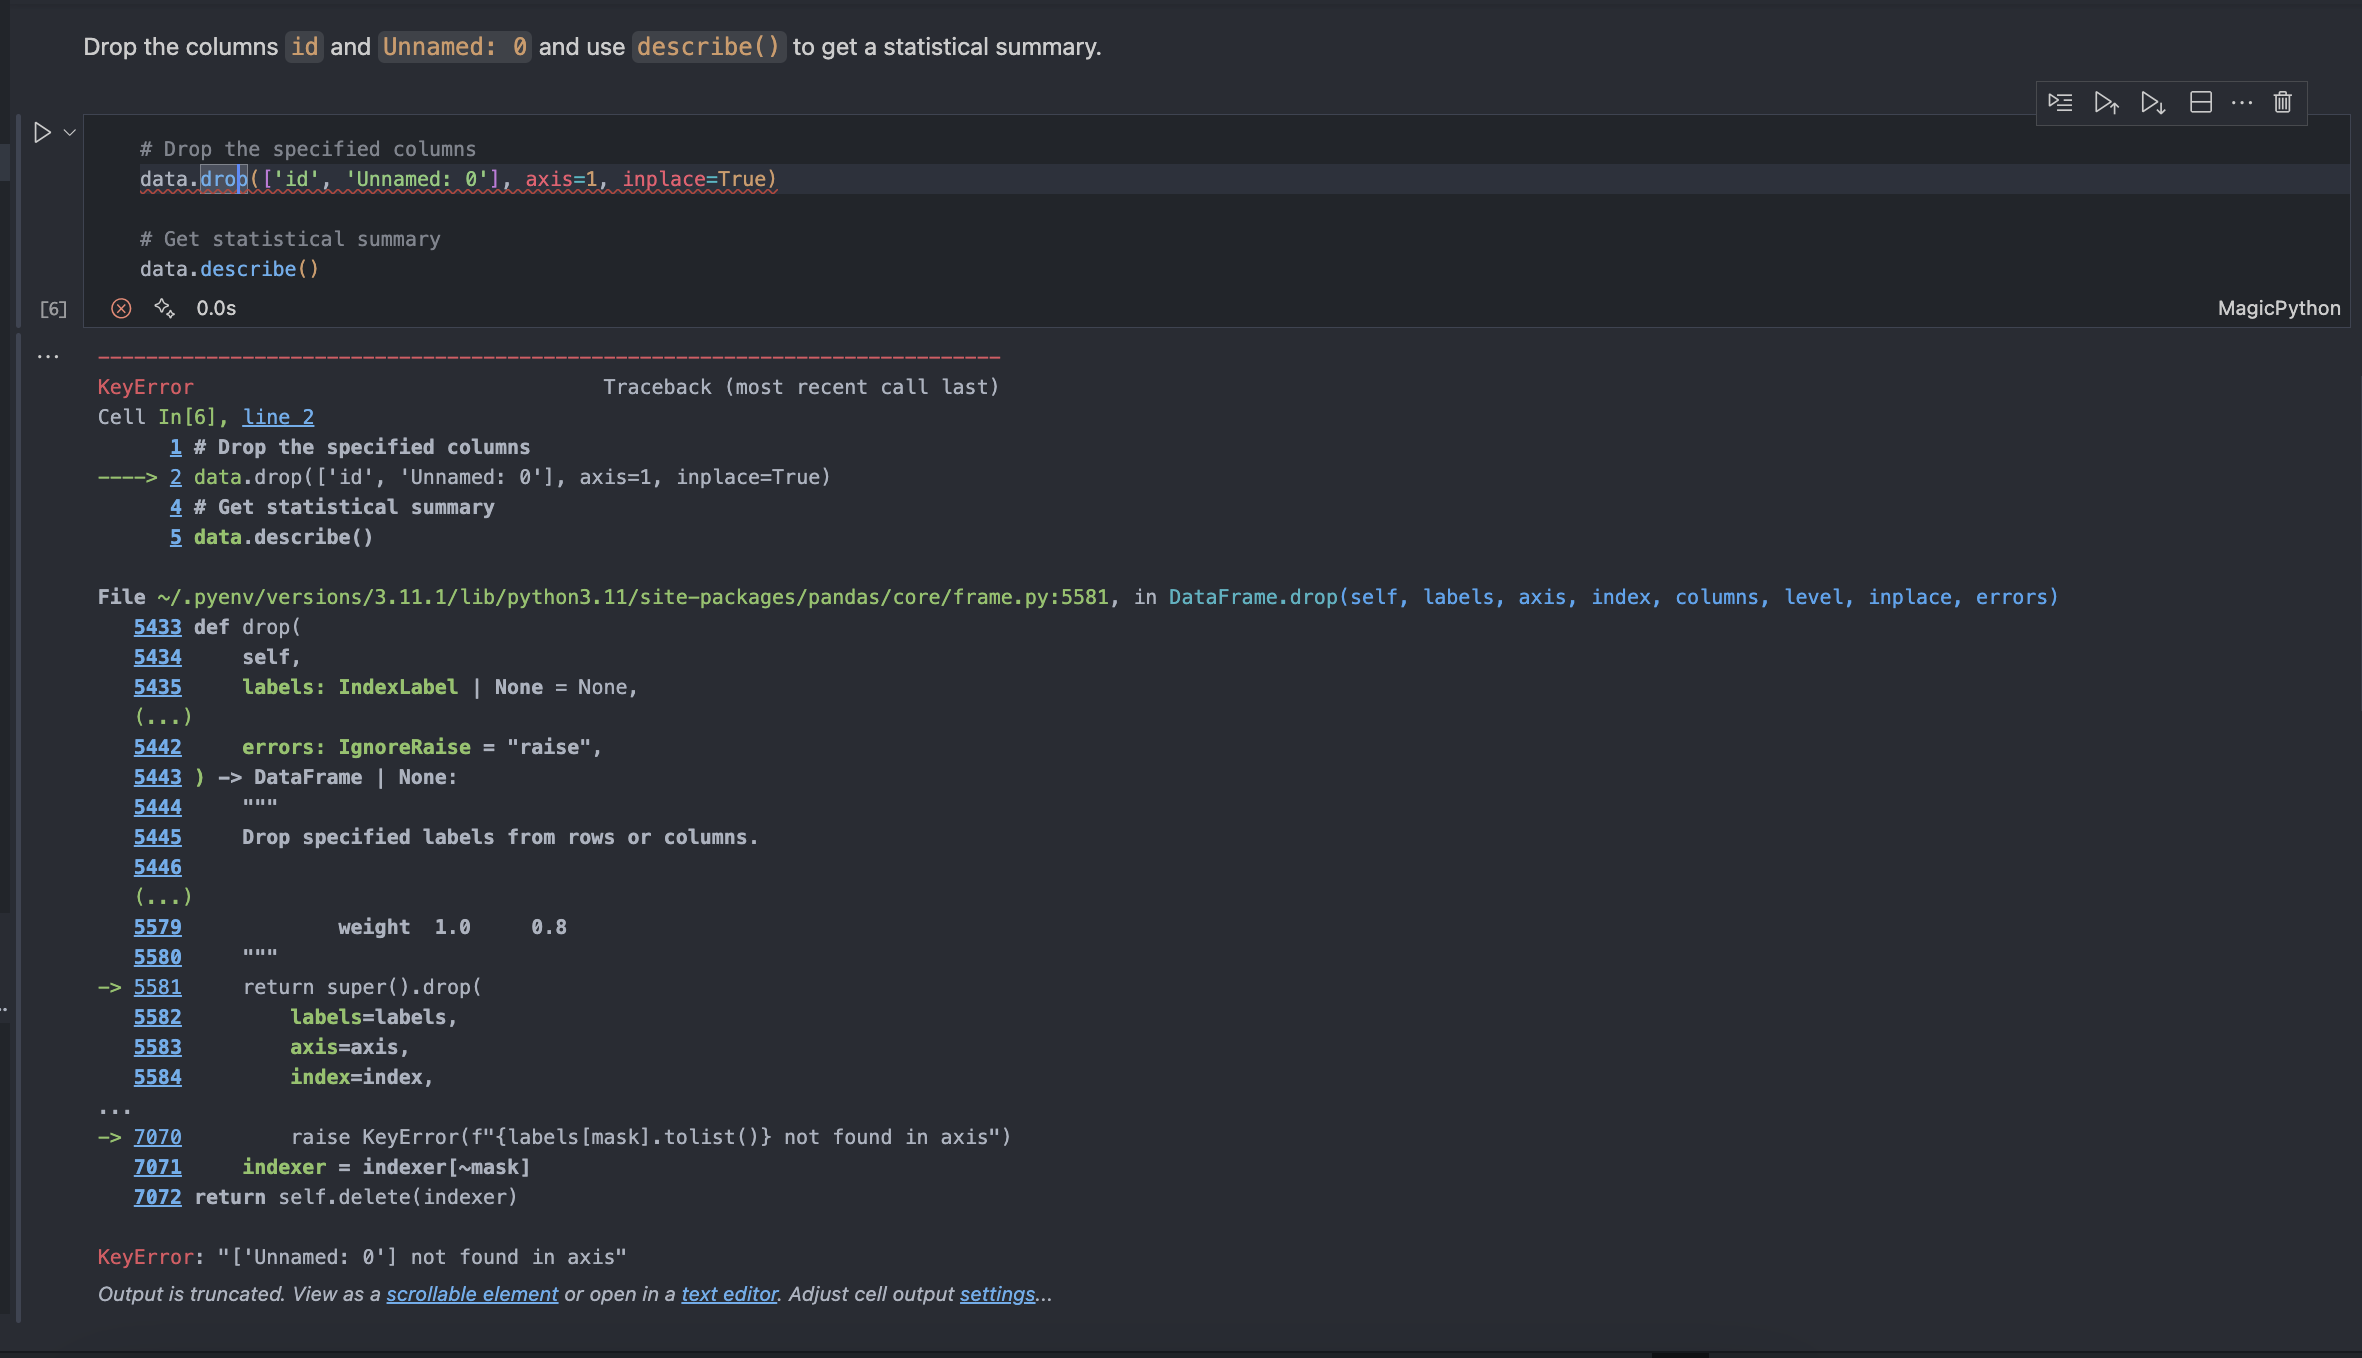 Drop the columns id and Unnamed: 0 and use describe() to get a statistical summary.
# Drop the specified columns
data.drop(['id', 'Unnamed: 0'], axis=1, inplace=True)
# Get statistical summary
data.describe()
[6] 0.0s MagicPython
...
---------------------------------------------------------------------------
KeyError                                  Traceback (most recent call last)
Cell In[6], line 2
      1 # Drop the specified columns
----> 2 data.drop(['id', 'Unnamed: 0'], axis=1, inplace=True)
      4 # Get statistical summary
      5 data.describe()
File ~/.pyenv/versions/3.11.1/lib/python3.11/site-packages/pandas/core/frame.py:5581, in DataFrame.drop(self, labels, axis, index, columns, level, inplace, errors)
   5433 def drop(
   5434     self,
   5435     labels: IndexLabel | None = None,
   (...)
   5442     errors: IgnoreRaise = "raise",
   5443 ) -> DataFrame | None:
   5444     """
   5445     Drop specified labels from rows or columns.
   5446
   (...)
   5579             weight  1.0     0.8
   5580     """
-> 5581     return super().drop(
   5582         labels=labels,
   5583         axis=axis,
   5584         index=index,
...
-> 7070         raise KeyError(f"{labels[mask].tolist()} not found in axis")
   7071     indexer = indexer[~mask]
   7072 return self.delete(indexer)
KeyError: "['Unnamed: 0'] not found in axis"
Output is truncated. View as a scrollable element or open in a text editor. Adjust cell output settings...